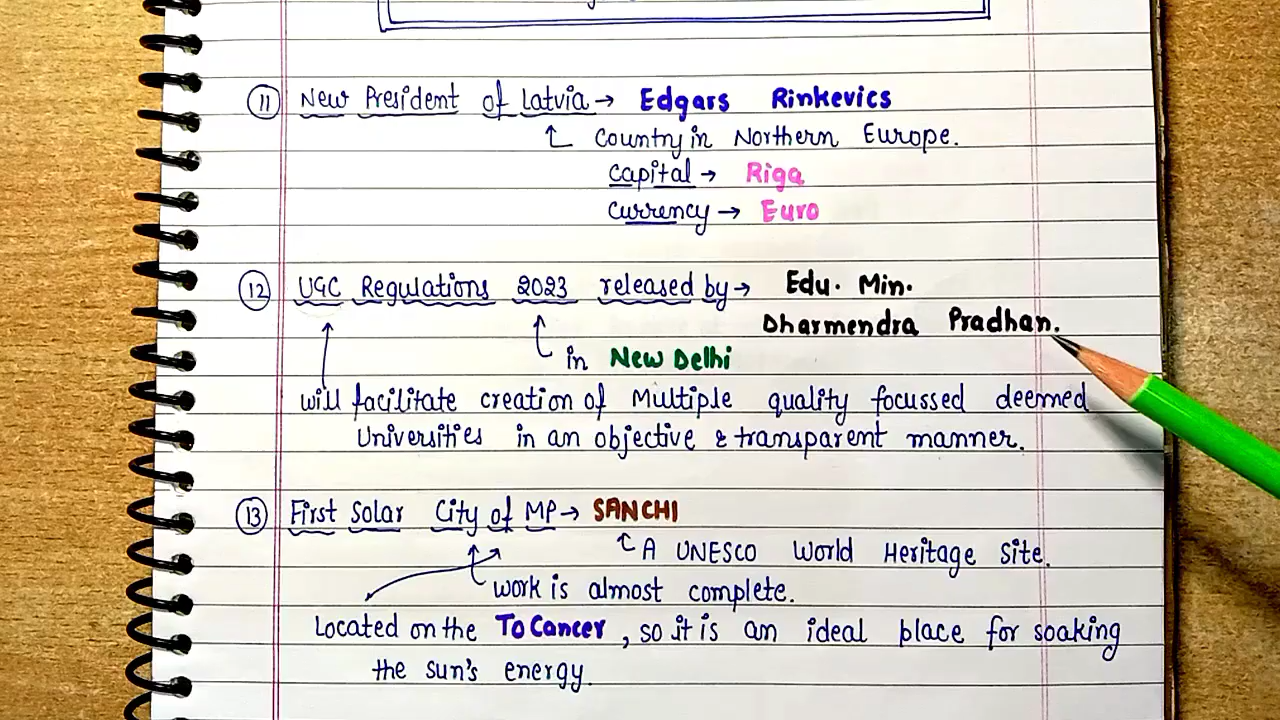 11 New President of Latvia → Edgars Rinkevics
Country in Northern Europe.
Capital → Riga
Currency → Euro
12 UGC Regulations 2023 released by → Edu. Min.
Dharmendra Pradhan.
in New Delhi
will facilitate creation of Multiple quality focussed deemed
Universities in an objective & transparent manner.
13 First Solar City of MP → SANCHI
A UNESCO World Heritage Site.
work is almost complete.
Located on the To Cancer, so it is an ideal place for soaking
the sun's energy.